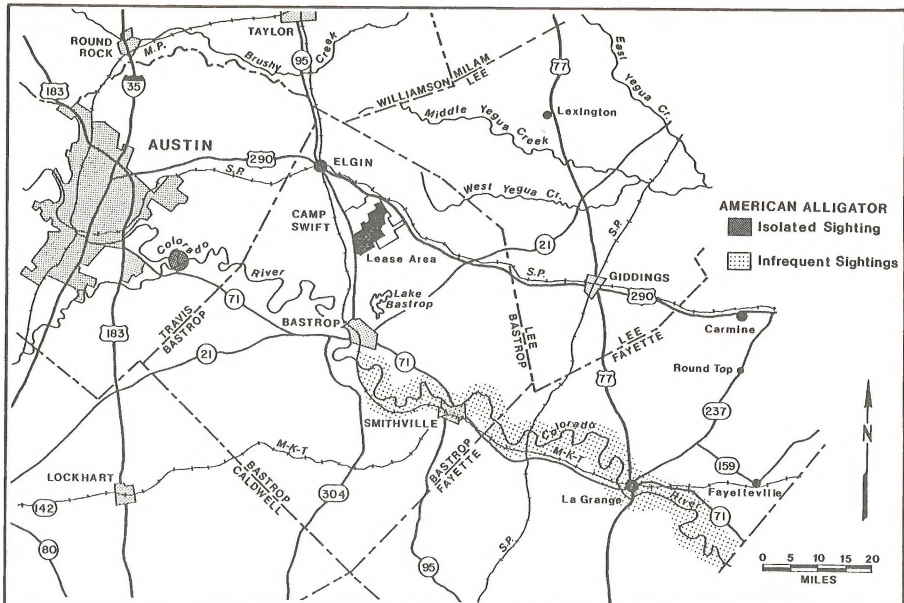 ROUND
ROCK
M.P.
TAYLOR
Brushy
Creek
95
35
183
AUSTIN
290
S.P.
ELGIN
CAMP
SWIFT
Lease Area
WILLIAMSON
MILAM
LEE
77
Lexington
East
Yegua
Cr.
Middle Yegua Creek
West Yegua Cr.
21
S.P.
AMERICAN ALLIGATOR
Isolated Sighting
Infrequent Sightings
Colorado
River
71
Lake
Bastrop
BASTROP
S.P.
GIDDINGS
290
Carmine
183
TRAVIS
BASTROP
21
71
LEE
BASTROP
LEE
FAYETTE
77
Round Top
237
SMITHVILLE
Colorado
M-K-T
N
LOCKHART
M-K-T
BASTROP
CALDWELL
304
BASTROP
FAYETTE
La Grange
River
159
Fayetteville
71
142
80
95
S.P.
0 5 10 15 20
MILES